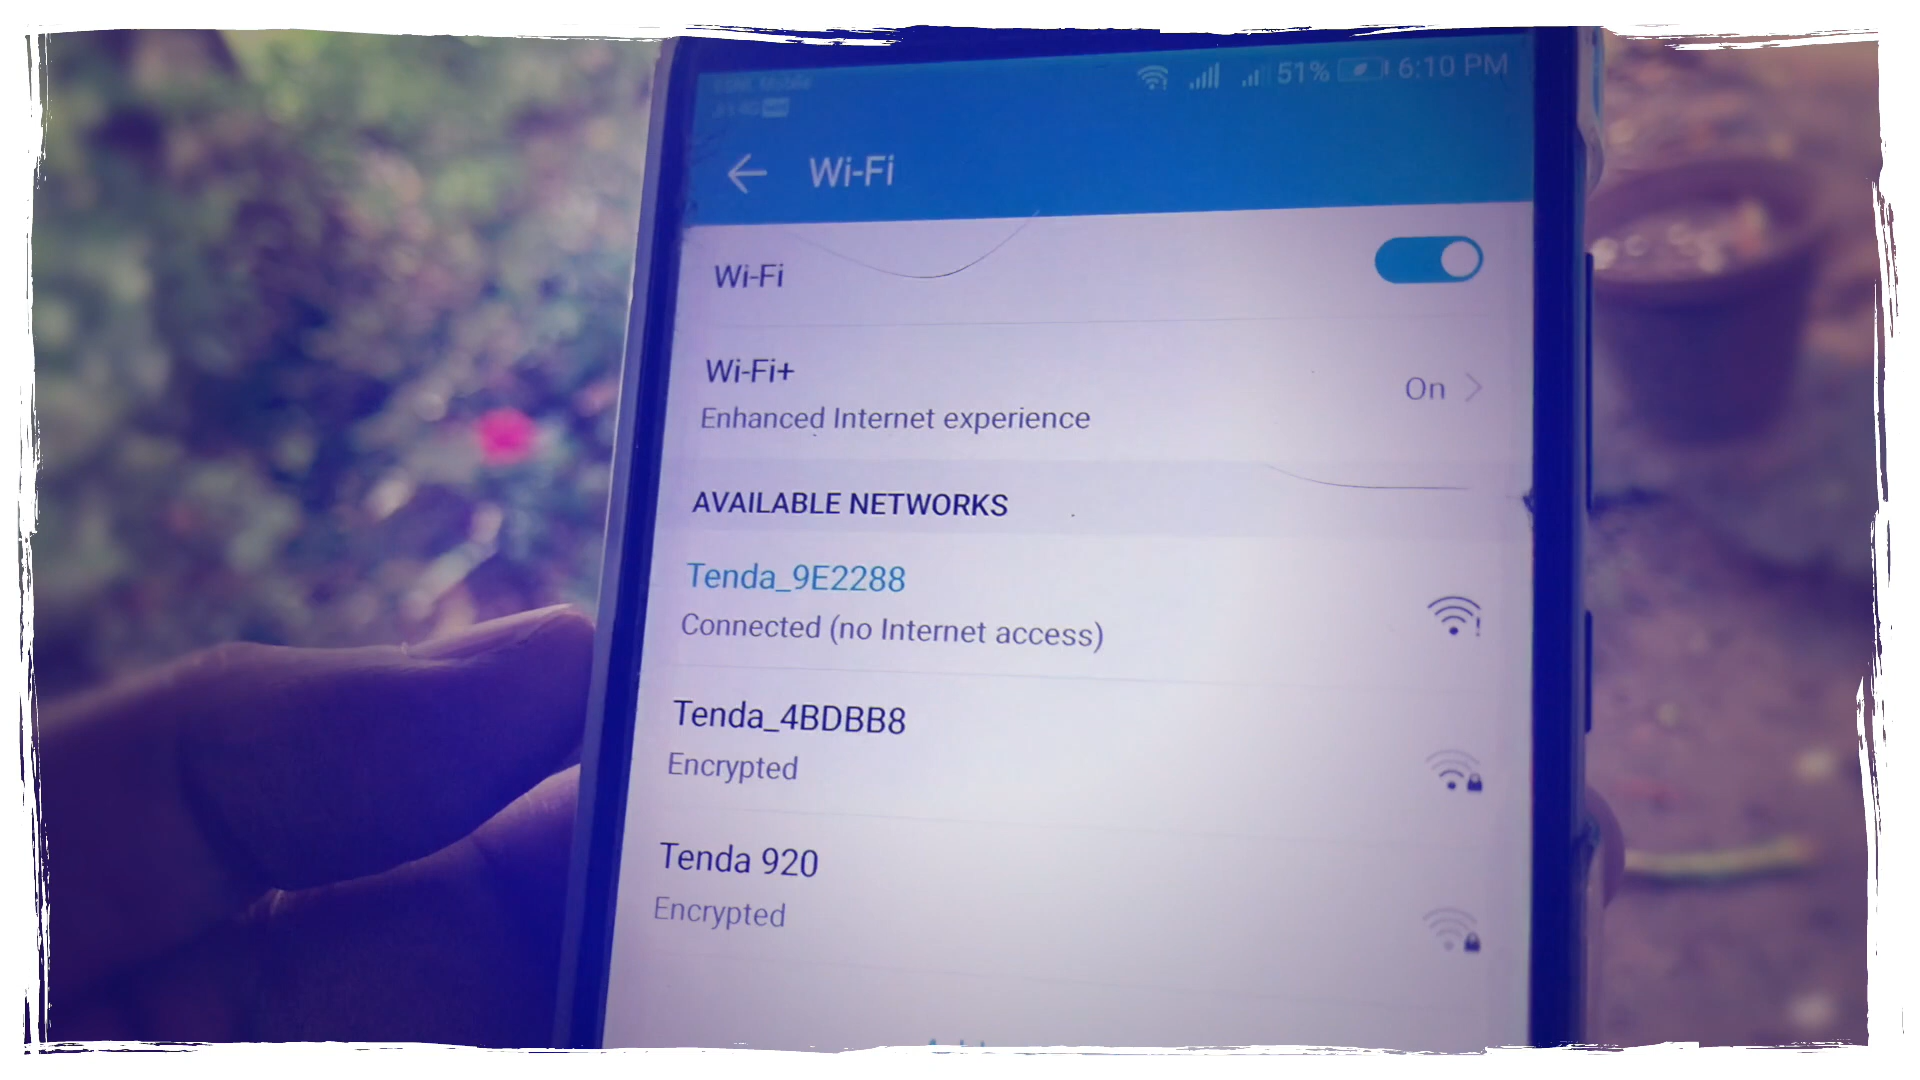 51% 6:10 PM
Wi-Fi
Wi-Fi
Wi-Fi+
Enhanced Internet experience
On
AVAILABLE NETWORKS
Tenda_9E2288
Connected (no Internet access)
Tenda_4BDBB8
Encrypted
Tenda 920
Encrypted